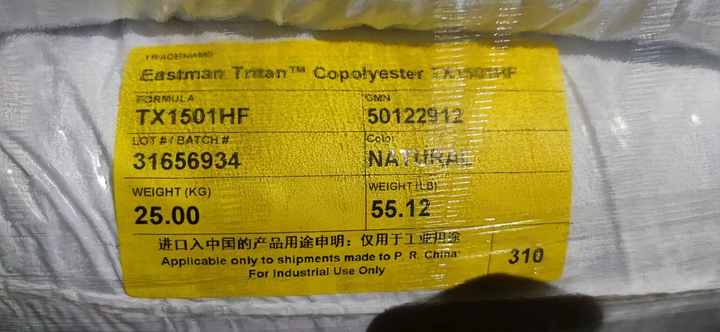 TRADENAME
Eastman Tritan™ Copolyester TX1501HF
FORMULA
TX1501HF
GMN
50122912
LOT # / BATCH #
31656934
Color
NATURAL
WEIGHT (KG)
25.00
WEIGHT (LB)
55.12
进口入中国的产品用途申明：仅用于工业用途
Applicable only to shipments made to P. R. China
For Industrial Use Only
310